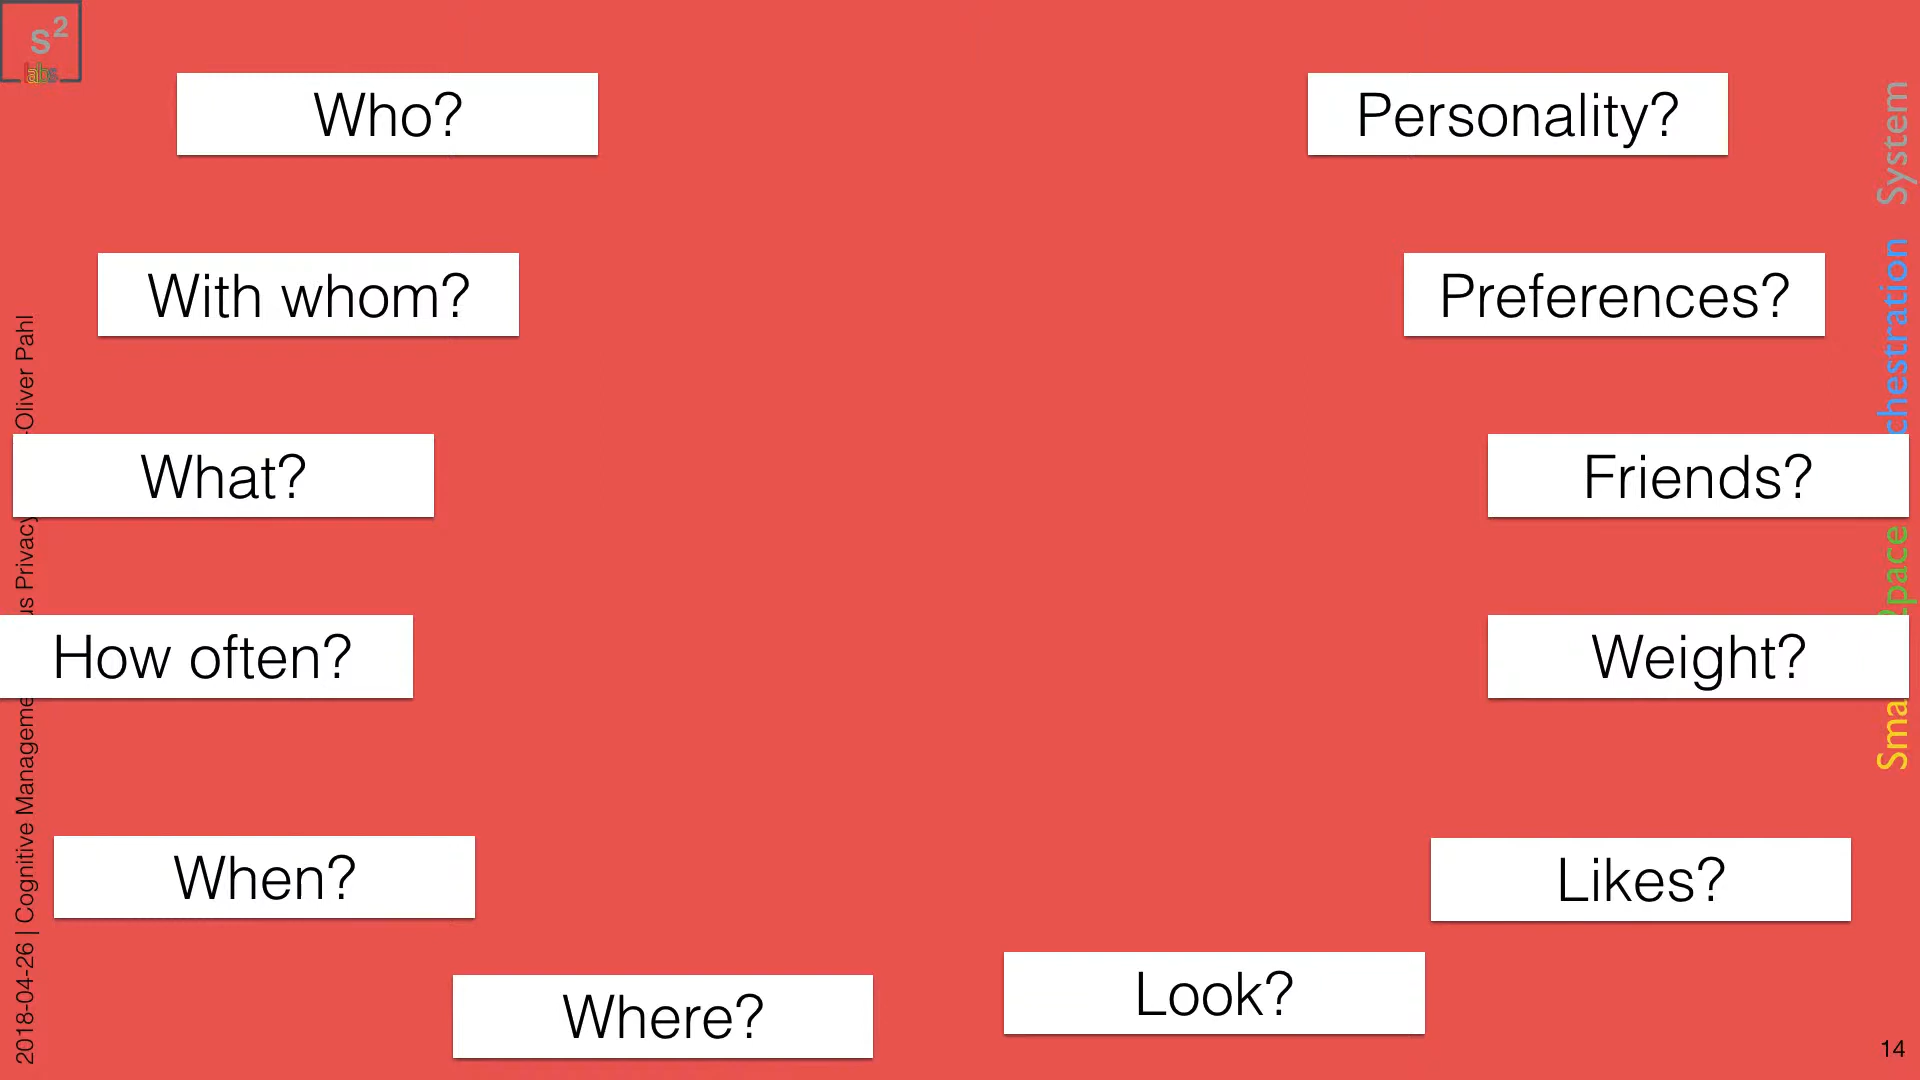 s2
labs
Who?
Personality?
With whom?
Preferences?
What?
Friends?
How often?
Weight?
When?
Likes?
Look?
Where?
2018-04-26 | Cognitive Manageme
us Privacy
-Oliver Pahl
Sma
pace
chestration
System
14